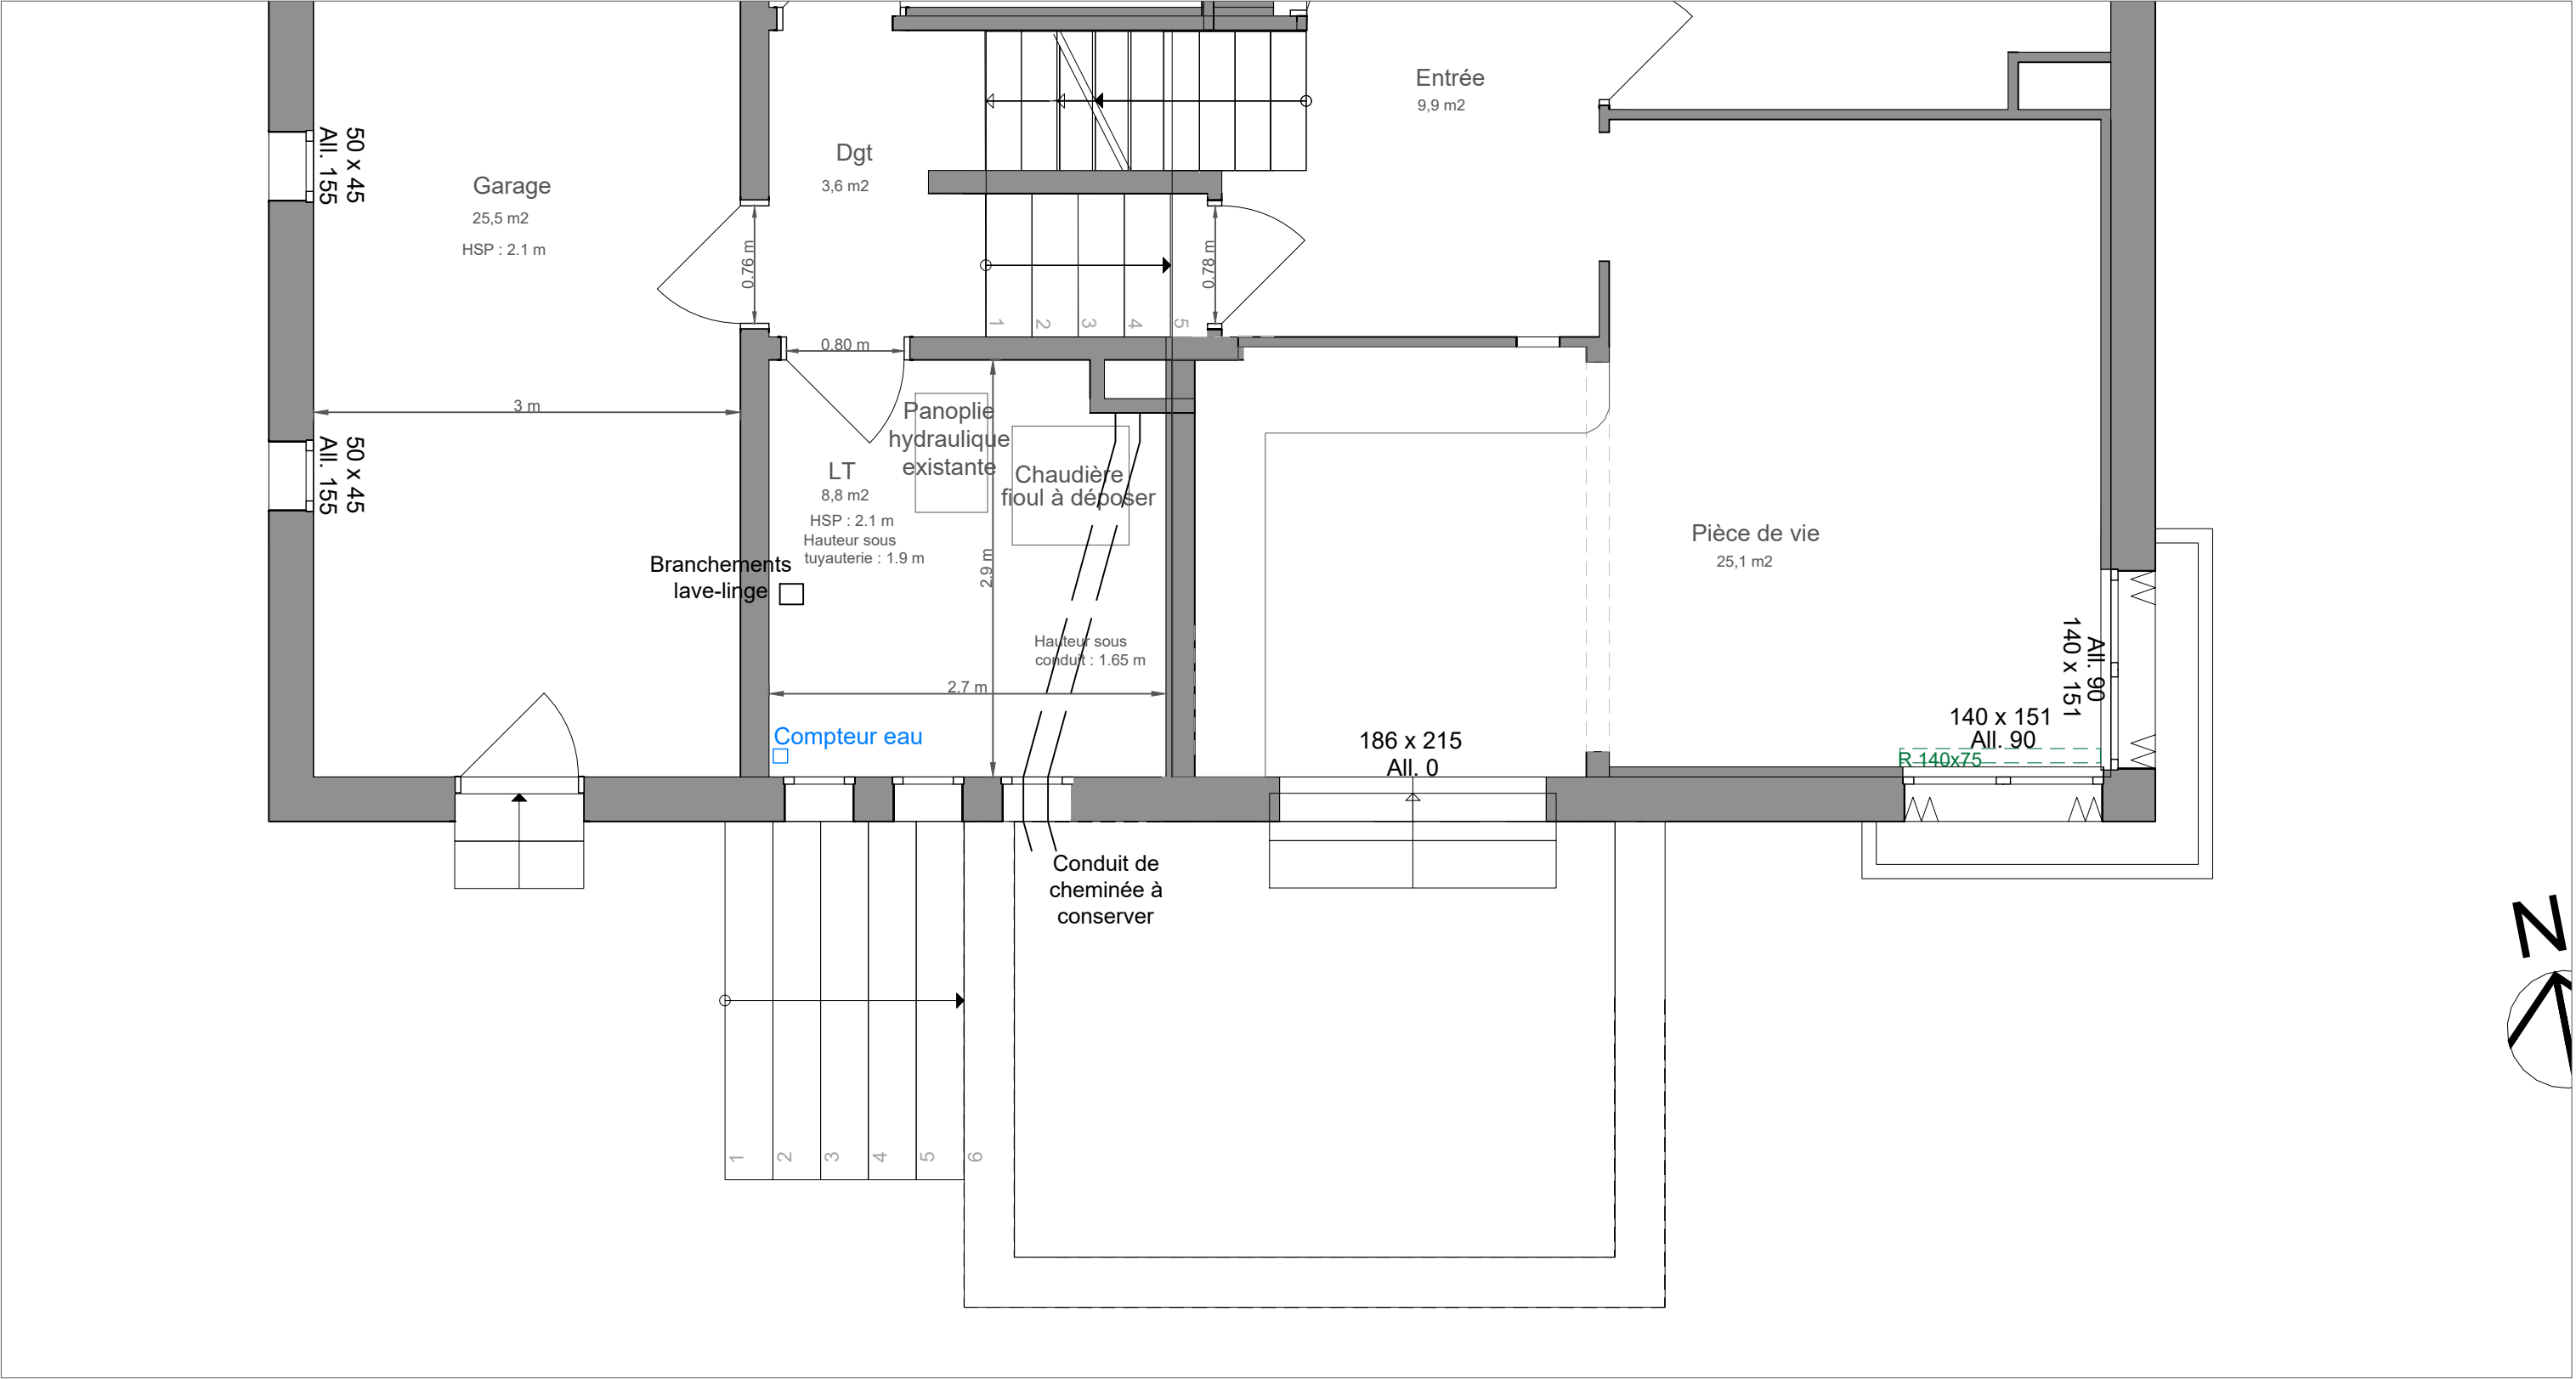 Entrée
9,9 m2
Dgt
3,6 m2
50 x 45
All. 155
Garage
25,5 m2
HSP : 2.1 m
0.76 m
0.78 m
1
2
3
4
5
0.80 m
3 m
50 x 45
All. 155
Panoplie
hydraulique
existante
LT
8,8 m2
HSP : 2.1 m
Hauteur sous
tuyauterie : 1.9 m
Chaudière
fioul à déposer
Pièce de vie
25,1 m2
Branchements
lave-linge
2.9 m
Hauteur sous
conduit : 1.65 m
2.7 m
Compteur eau
186 x 215
All. 0
All. 90
140 x 151
140 x 151
All. 90
R 140x75
Conduit de
cheminée à
conserver
N
1
2
3
4
5
6